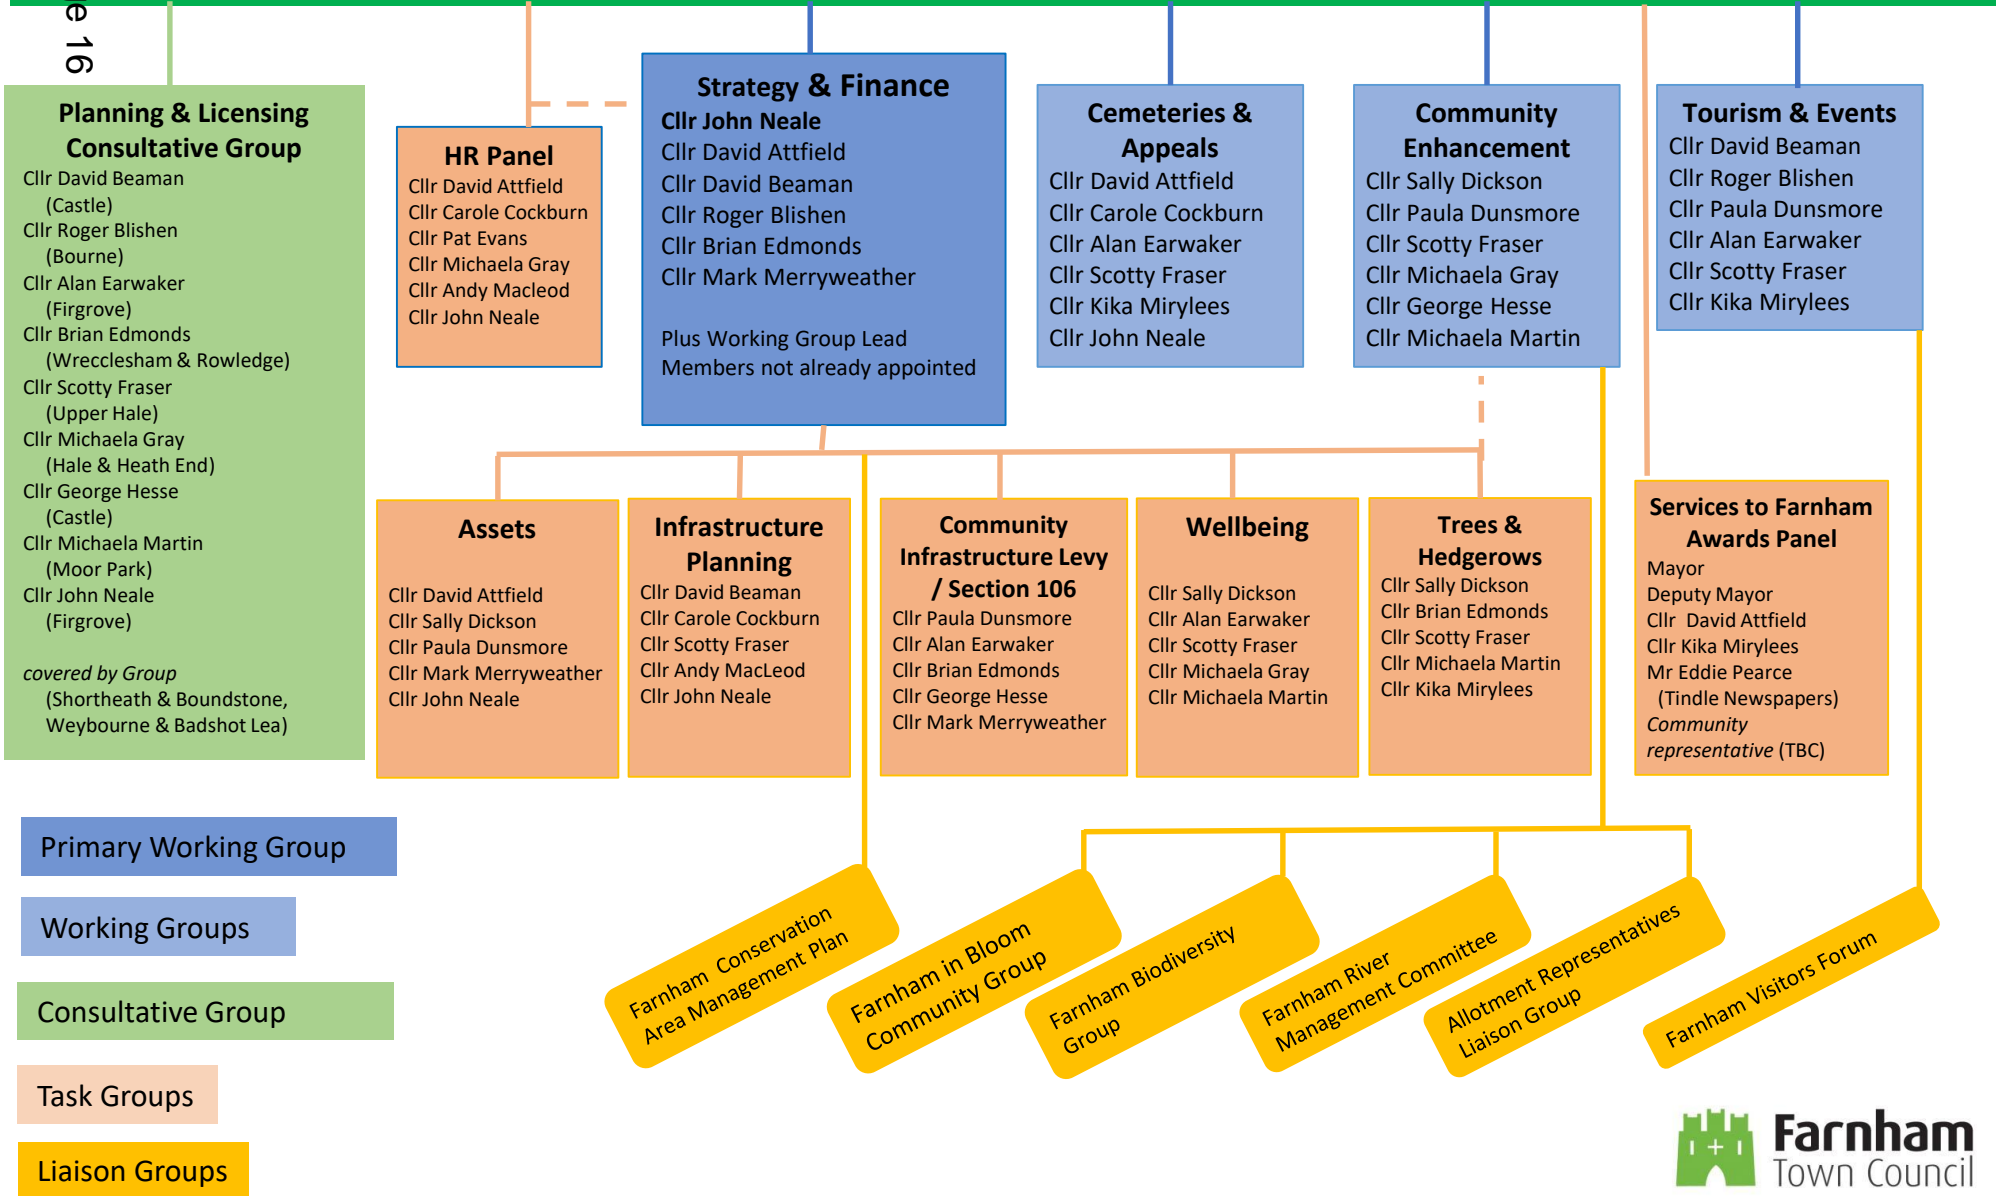 e 16
Planning & Licensing
Consultative Group
Cllr David Beaman
(Castle)
Cllr Roger Blishen
(Bourne)
Cllr Alan Earwaker
(Firgrove)
Cllr Brian Edmonds
(Wrecclesham & Rowledge)
Cllr Scotty Fraser
(Upper Hale)
Cllr Michaela Gray
(Hale & Heath End)
Cllr George Hesse
(Castle)
Cllr Michaela Martin
(Moor Park)
Cllr John Neale
(Firgrove)
covered by Group
(Shortheath & Boundstone,
Weybourne & Badshot Lea)
HR Panel
Cllr David Attfield
Cllr Carole Cockburn
Cllr Pat Evans
Cllr Michaela Gray
Cllr Andy Macleod
Cllr John Neale
Strategy & Finance
Cllr John Neale
Cllr David Attfield
Cllr David Beaman
Cllr Roger Blishen
Cllr Brian Edmonds
Cllr Mark Merryweather
Plus Working Group Lead
Members not already appointed
Cemeteries &
Appeals
Cllr David Attfield
Cllr Carole Cockburn
Cllr Alan Earwaker
Cllr Scotty Fraser
Cllr Kika Mirylees
Cllr John Neale
Community
Enhancement
Cllr Sally Dickson
Cllr Paula Dunsmore
Cllr Scotty Fraser
Cllr Michaela Gray
Cllr George Hesse
Cllr Michaela Martin
Tourism & Events
Cllr David Beaman
Cllr Roger Blishen
Cllr Paula Dunsmore
Cllr Alan Earwaker
Cllr Scotty Fraser
Cllr Kika Mirylees
Assets
Cllr David Attfield
Cllr Sally Dickson
Cllr Paula Dunsmore
Cllr Mark Merryweather
Cllr John Neale
Infrastructure
Planning
Cllr David Beaman
Cllr Carole Cockburn
Cllr Scotty Fraser
Cllr Andy MacLeod
Cllr John Neale
Community
Infrastructure Levy
/ Section 106
Cllr Paula Dunsmore
Cllr Alan Earwaker
Cllr Brian Edmonds
Cllr George Hesse
Cllr Mark Merryweather
Wellbeing
Cllr Sally Dickson
Cllr Alan Earwaker
Cllr Scotty Fraser
Cllr Michaela Gray
Cllr Michaela Martin
Trees &
Hedgerows
Cllr Sally Dickson
Cllr Brian Edmonds
Cllr Scotty Fraser
Cllr Michaela Martin
Cllr Kika Mirylees
Services to Farnham
Awards Panel
Mayor
Deputy Mayor
Cllr David Attfield
Cllr Kika Mirylees
Mr Eddie Pearce
(Tindle Newspapers)
Community
representative (TBC)
Primary Working Group
Working Groups
Consultative Group
Task Groups
Liaison Groups
Farnham Conservation
Area Management Plan
Farnham in Bloom
Community Group
Farnham Biodiversity
Group
Farnham River
Management Committee
Allotment Representatives
Liaison Group
Farnham Visitors Forum
Farnham
Town Council